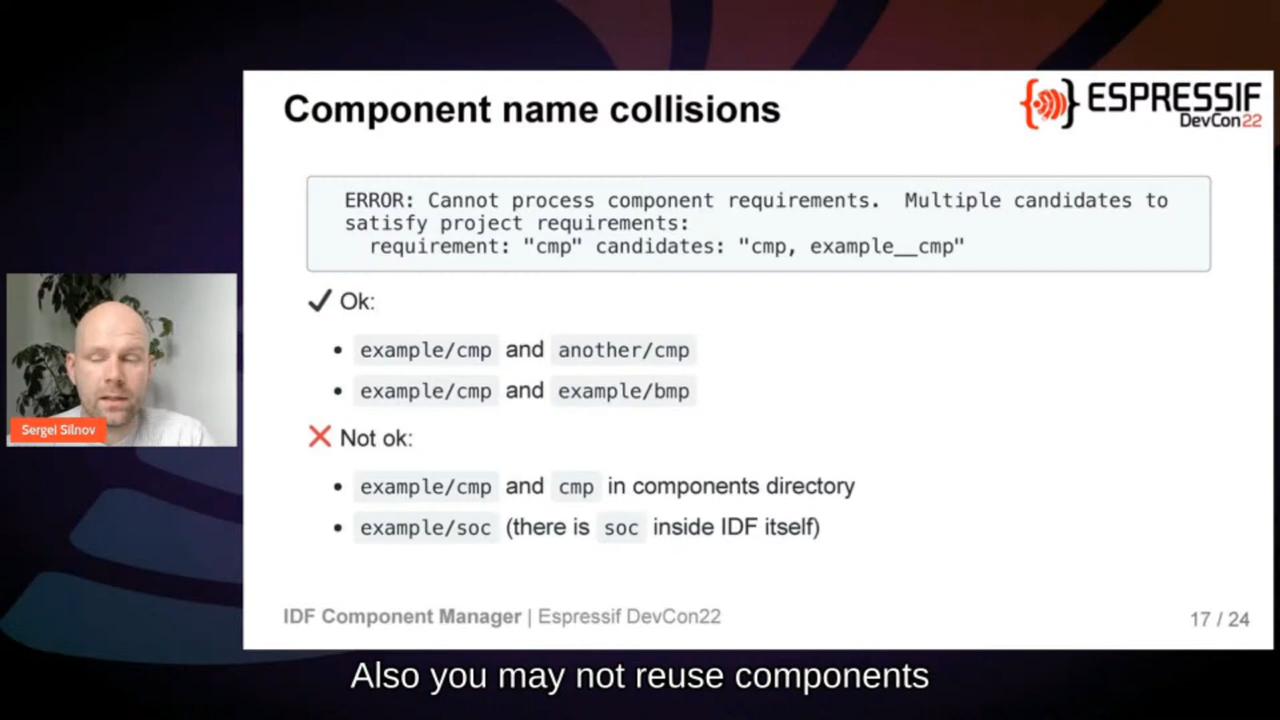 Component name collisions
ESPRESSIF
DevCon22
ERROR: Cannot process component requirements.  Multiple candidates to
satisfy project requirements:
requirement: "cmp" candidates: "cmp, example__cmp"
Ok:
• example/cmp and another/cmp
• example/cmp and example/bmp
Not ok:
• example/cmp and cmp in components directory
• example/soc (there is soc inside IDF itself)
Sergei Silnov
IDF Component Manager | Espressif DevCon22
17 / 24
Also you may not reuse components